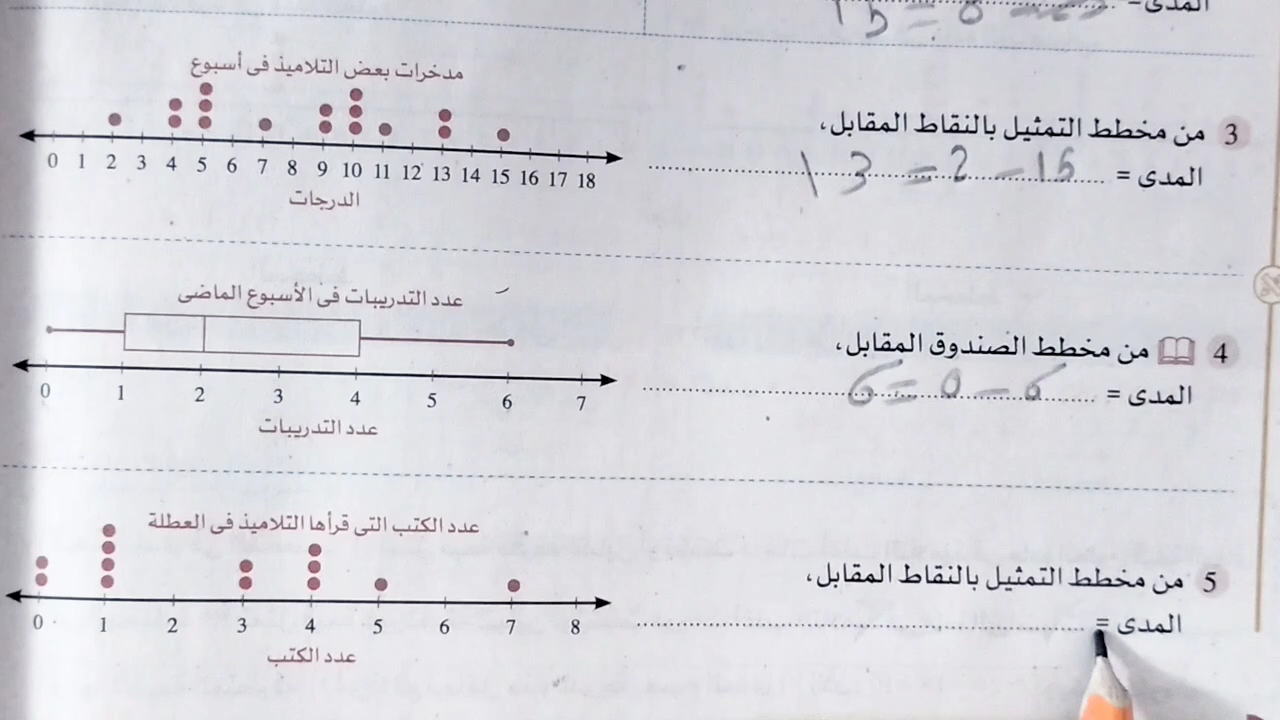 المدى =
3 من مخطط التمثيل بالنقاط المقابل،
المدى = 15 - 2 = 13
مدخرات بعض التلاميذ فى أسبوع
0 1 2 3 4 5 6 7 8 9 10 11 12 13 14 15 16 17 18
الدرجات
4 من مخطط الصندوق المقابل،
المدى = 6 - 0 = 6
عدد التدريبات فى الأسبوع الماضى
0 1 2 3 4 5 6 7
عدد التدريبات
5 من مخطط التمثيل بالنقاط المقابل،
المدى =
عدد الكتب التى قرأها التلاميذ فى العطلة
0 1 2 3 4 5 6 7 8
عدد الكتب